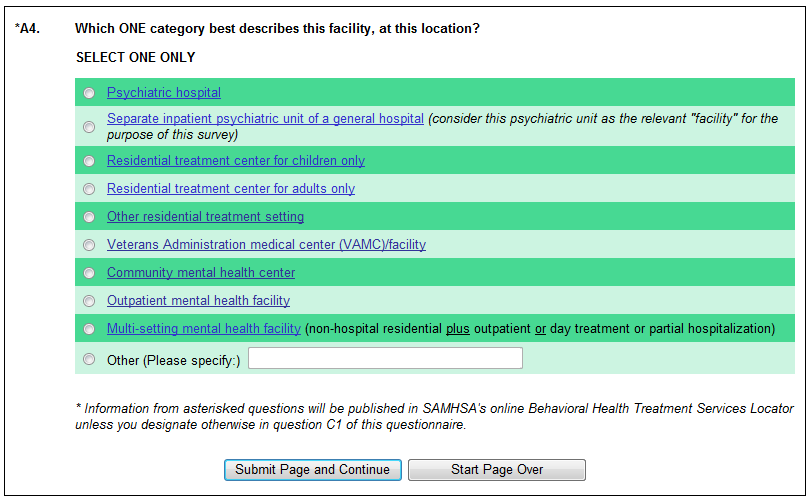 *A4. Which ONE category best describes this facility, at this location?
SELECT ONE ONLY
Psychiatric hospital
Separate inpatient psychiatric unit of a general hospital (consider this psychiatric unit as the relevant "facility" for the
purpose of this survey)
Residential treatment center for children only
Residential treatment center for adults only
Other residential treatment setting
Veterans Administration medical center (VAMC)/facility
Community mental health center
Outpatient mental health facility
Multi-setting mental health facility (non-hospital residential plus outpatient or day treatment or partial hospitalization)
Other (Please specify:)
* Information from asterisked questions will be published in SAMHSA's online Behavioral Health Treatment Services Locator
unless you designate otherwise in question C1 of this questionnaire.
Submit Page and Continue Start Page Over